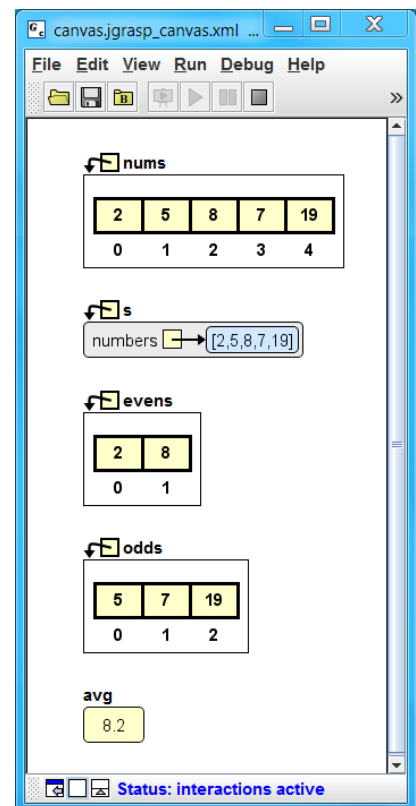 canvas.jgrasp_canvas.xml ...
File Edit View Run Debug Help
»
nums
2 5 8 7 19
0 1 2 3 4
s
numbers [2,5,8,7,19]
evens
2 8
0 1
odds
5 7 19
0 1 2
avg
8.2
Status: interactions active